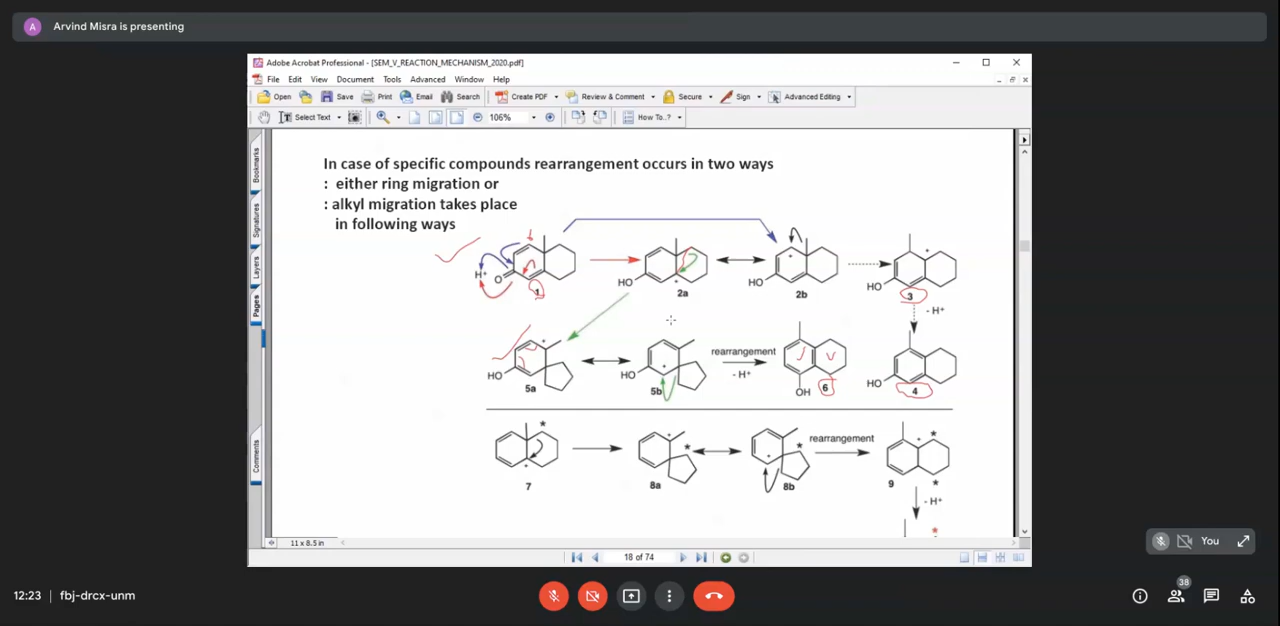 A
Arvind Misra is presenting
Adobe Acrobat Professional - [SEM_V_REACTION_MECHANISM_2020.pdf]
File Edit View Document Tools Advanced Window Help
Open Save Print Email Search Create PDF Review & Comment Secure Sign Advanced Editing
Select Text 106% How To..?
Bookmarks
Signatures
Layers
Pages
Comments
In case of specific compounds rearrangement occurs in two ways
: either ring migration or
: alkyl migration takes place
in following ways
H+ O 1
HO 2a
HO 2b
HO 3
- H+
HO 5a
HO 5b
rearrangement
- H+
OH 6
HO 4
* 7
* 8a
* 8b
rearrangement
* 9 *
- H+
*
11 x 8.5 in
18 of 74
You
12:23 | fbj-drcx-unm
38